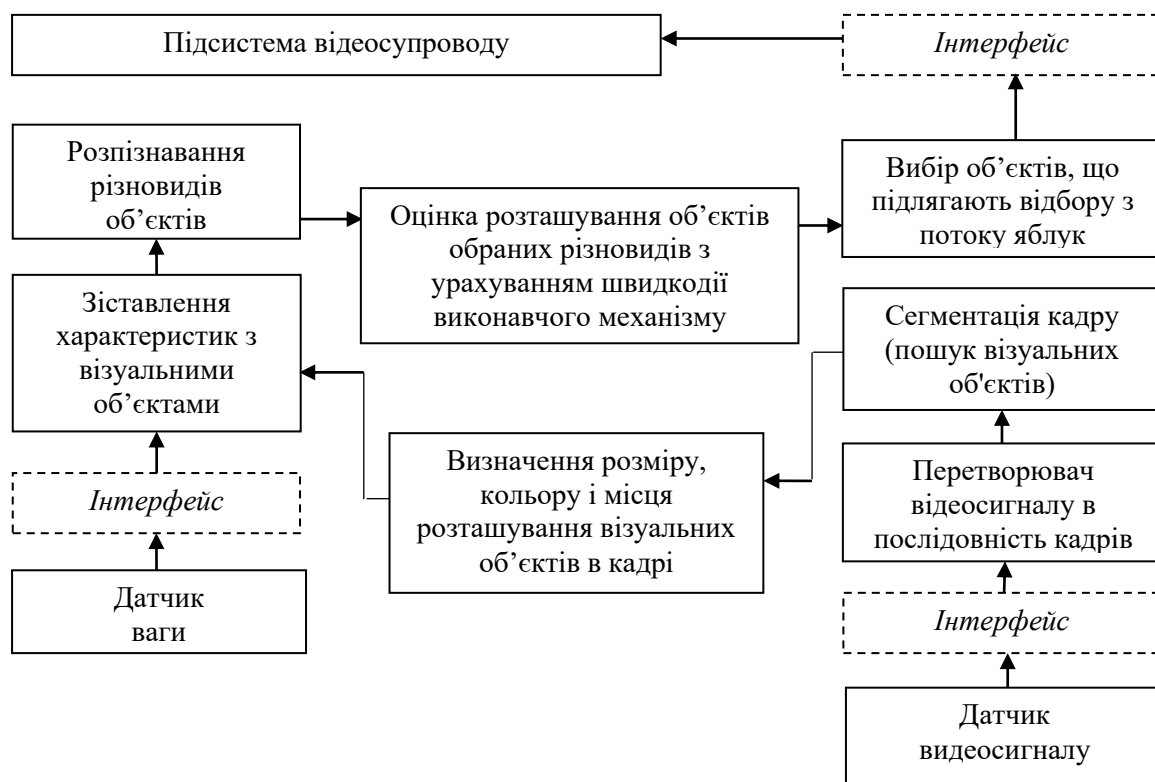 Підсистема відеосупроводу
Інтерфейс
Розпізнавання
різновидів
об’єктів
Оцінка розташування об’єктів
обраних різновидів з
урахуванням швидкодії
виконавчого механізму
Вибір об’єктів, що
підлягають відбору з
потоку яблук
Зіставлення
характеристик з
візуальними
об’єктами
Сегментація кадру
(пошук візуальних
об'єктів)
Визначення розміру,
кольору і місця
розташування візуальних
об’єктів в кадрі
Перетворювач
відеосигналу в
послідовність кадрів
Інтерфейс
Датчик
ваги
Інтерфейс
Датчик
видеосигналу